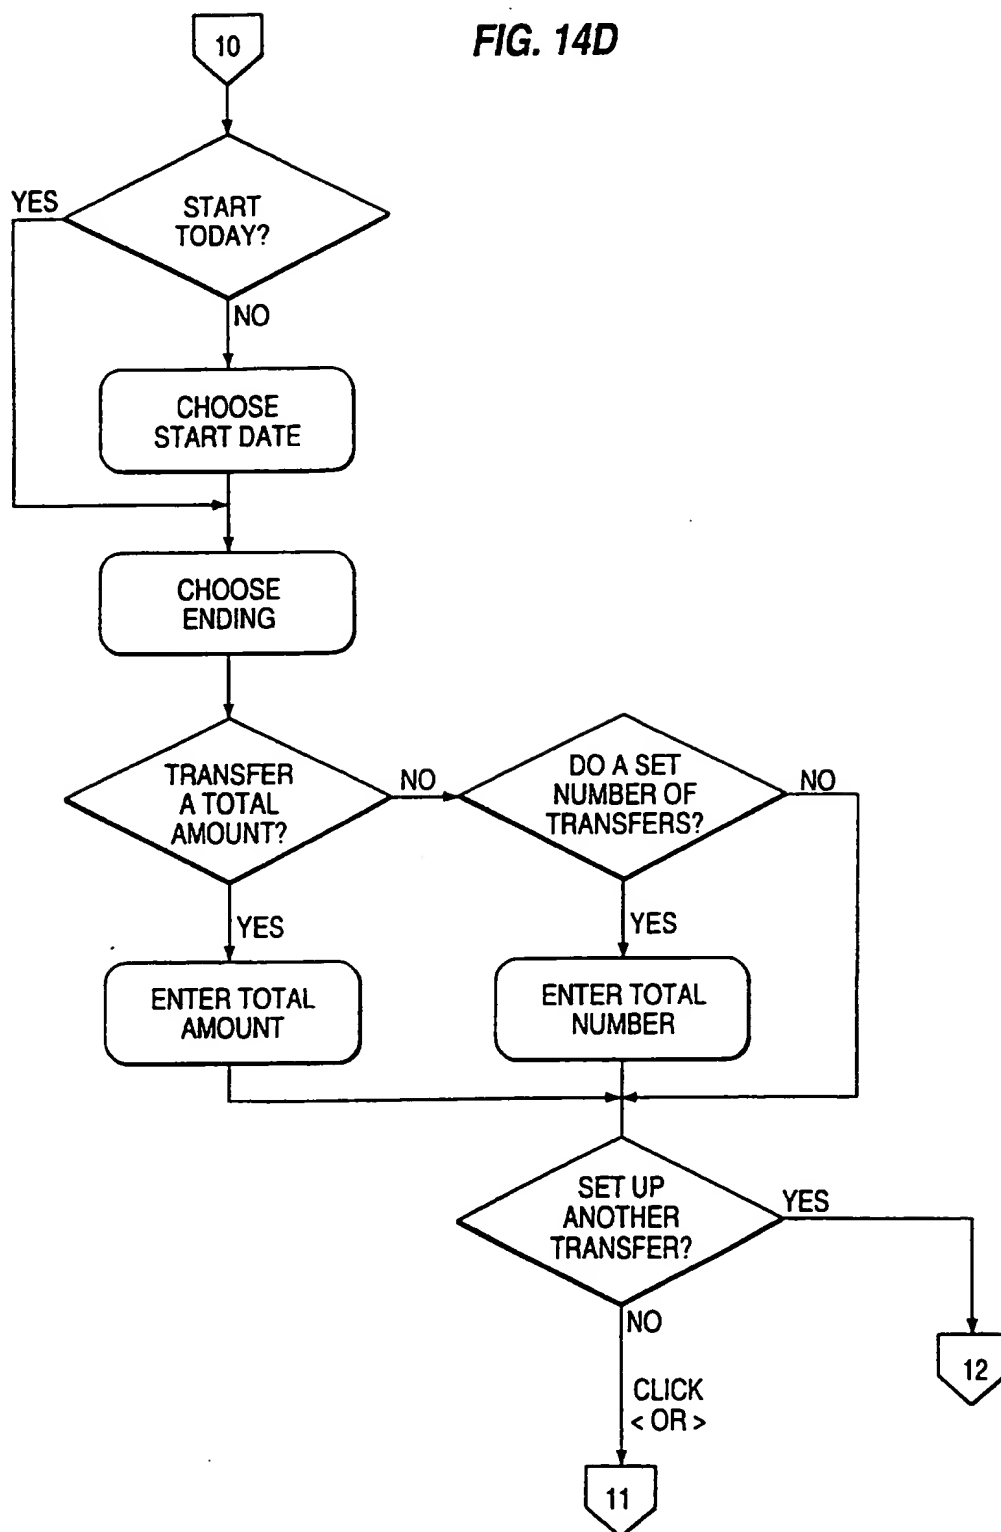 FIG. 14D
10
START
TODAY?
YES
NO
CHOOSE
START DATE
CHOOSE
ENDING
TRANSFER
A TOTAL
AMOUNT?
NO
DO A SET
NUMBER OF
TRANSFERS?
NO
YES
YES
ENTER TOTAL
AMOUNT
ENTER TOTAL
NUMBER
SET UP
ANOTHER
TRANSFER?
YES
NO
12
CLICK
< OR >
11